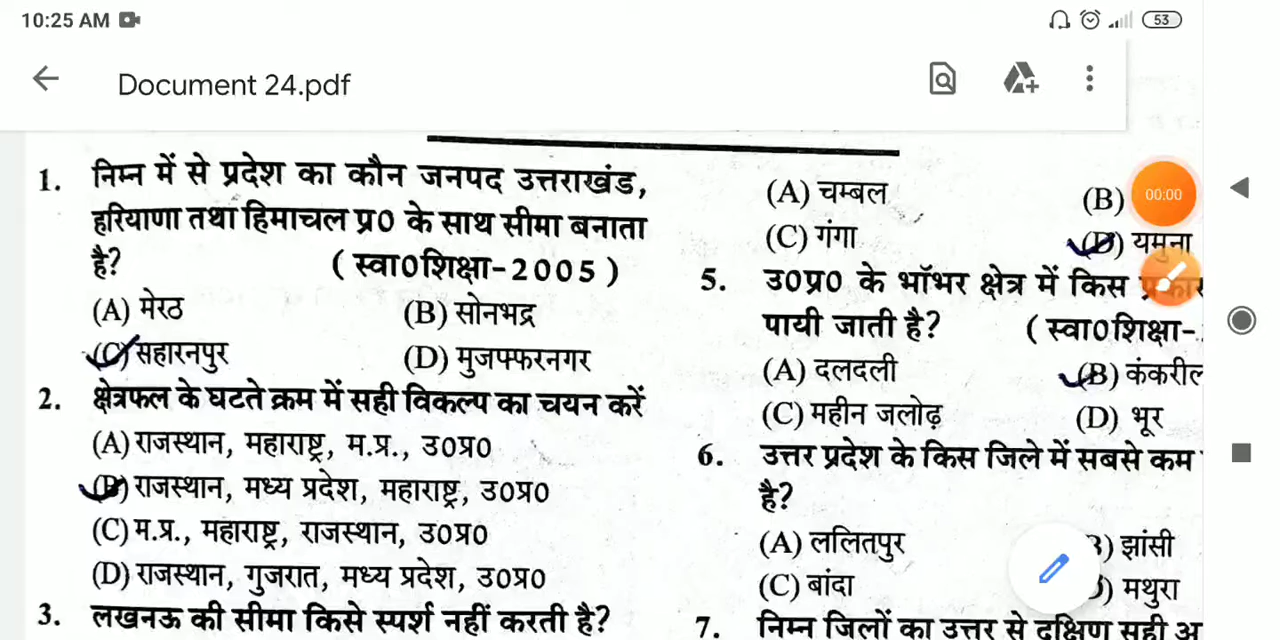 10:25 AM
53
Document 24.pdf
1. निम्न में से प्रदेश का कौन जनपद उत्तराखंड,
हरियाणा तथा हिमाचल प्र0 के साथ सीमा बनाता
है? (स्वा0शिक्षा-2005)
(A) मेरठ (B) सोनभद्र
(C) सहारनपुर (D) मुजफ्फरनगर
2. क्षेत्रफल के घटते क्रम में सही विकल्प का चयन करें
(A) राजस्थान, महाराष्ट्र, म.प्र., उ0प्र0
(B) राजस्थान, मध्य प्रदेश, महाराष्ट्र, उ0प्र0
(C) म.प्र., महाराष्ट्र, राजस्थान, उ0प्र0
(D) राजस्थान, गुजरात, मध्य प्रदेश, उ0प्र0
3. लखनऊ की सीमा किसे स्पर्श नहीं करती है?
(A) चम्बल (B)
00:00
(C) गंगा (D) यमुना
5. उ0प्र0 के भॉभर क्षेत्र में किस
पायी जाती है? (स्वा0शिक्षा-
(A) दलदली (B) कंकरील
(C) महीन जलोढ़ (D) भूर
6. उत्तर प्रदेश के किस जिले में सबसे कम
है?
(A) ललितपुर झांसी
(C) बांदा मथुरा
7. निम्न जिलों का उत्तर से दक्षिण सही